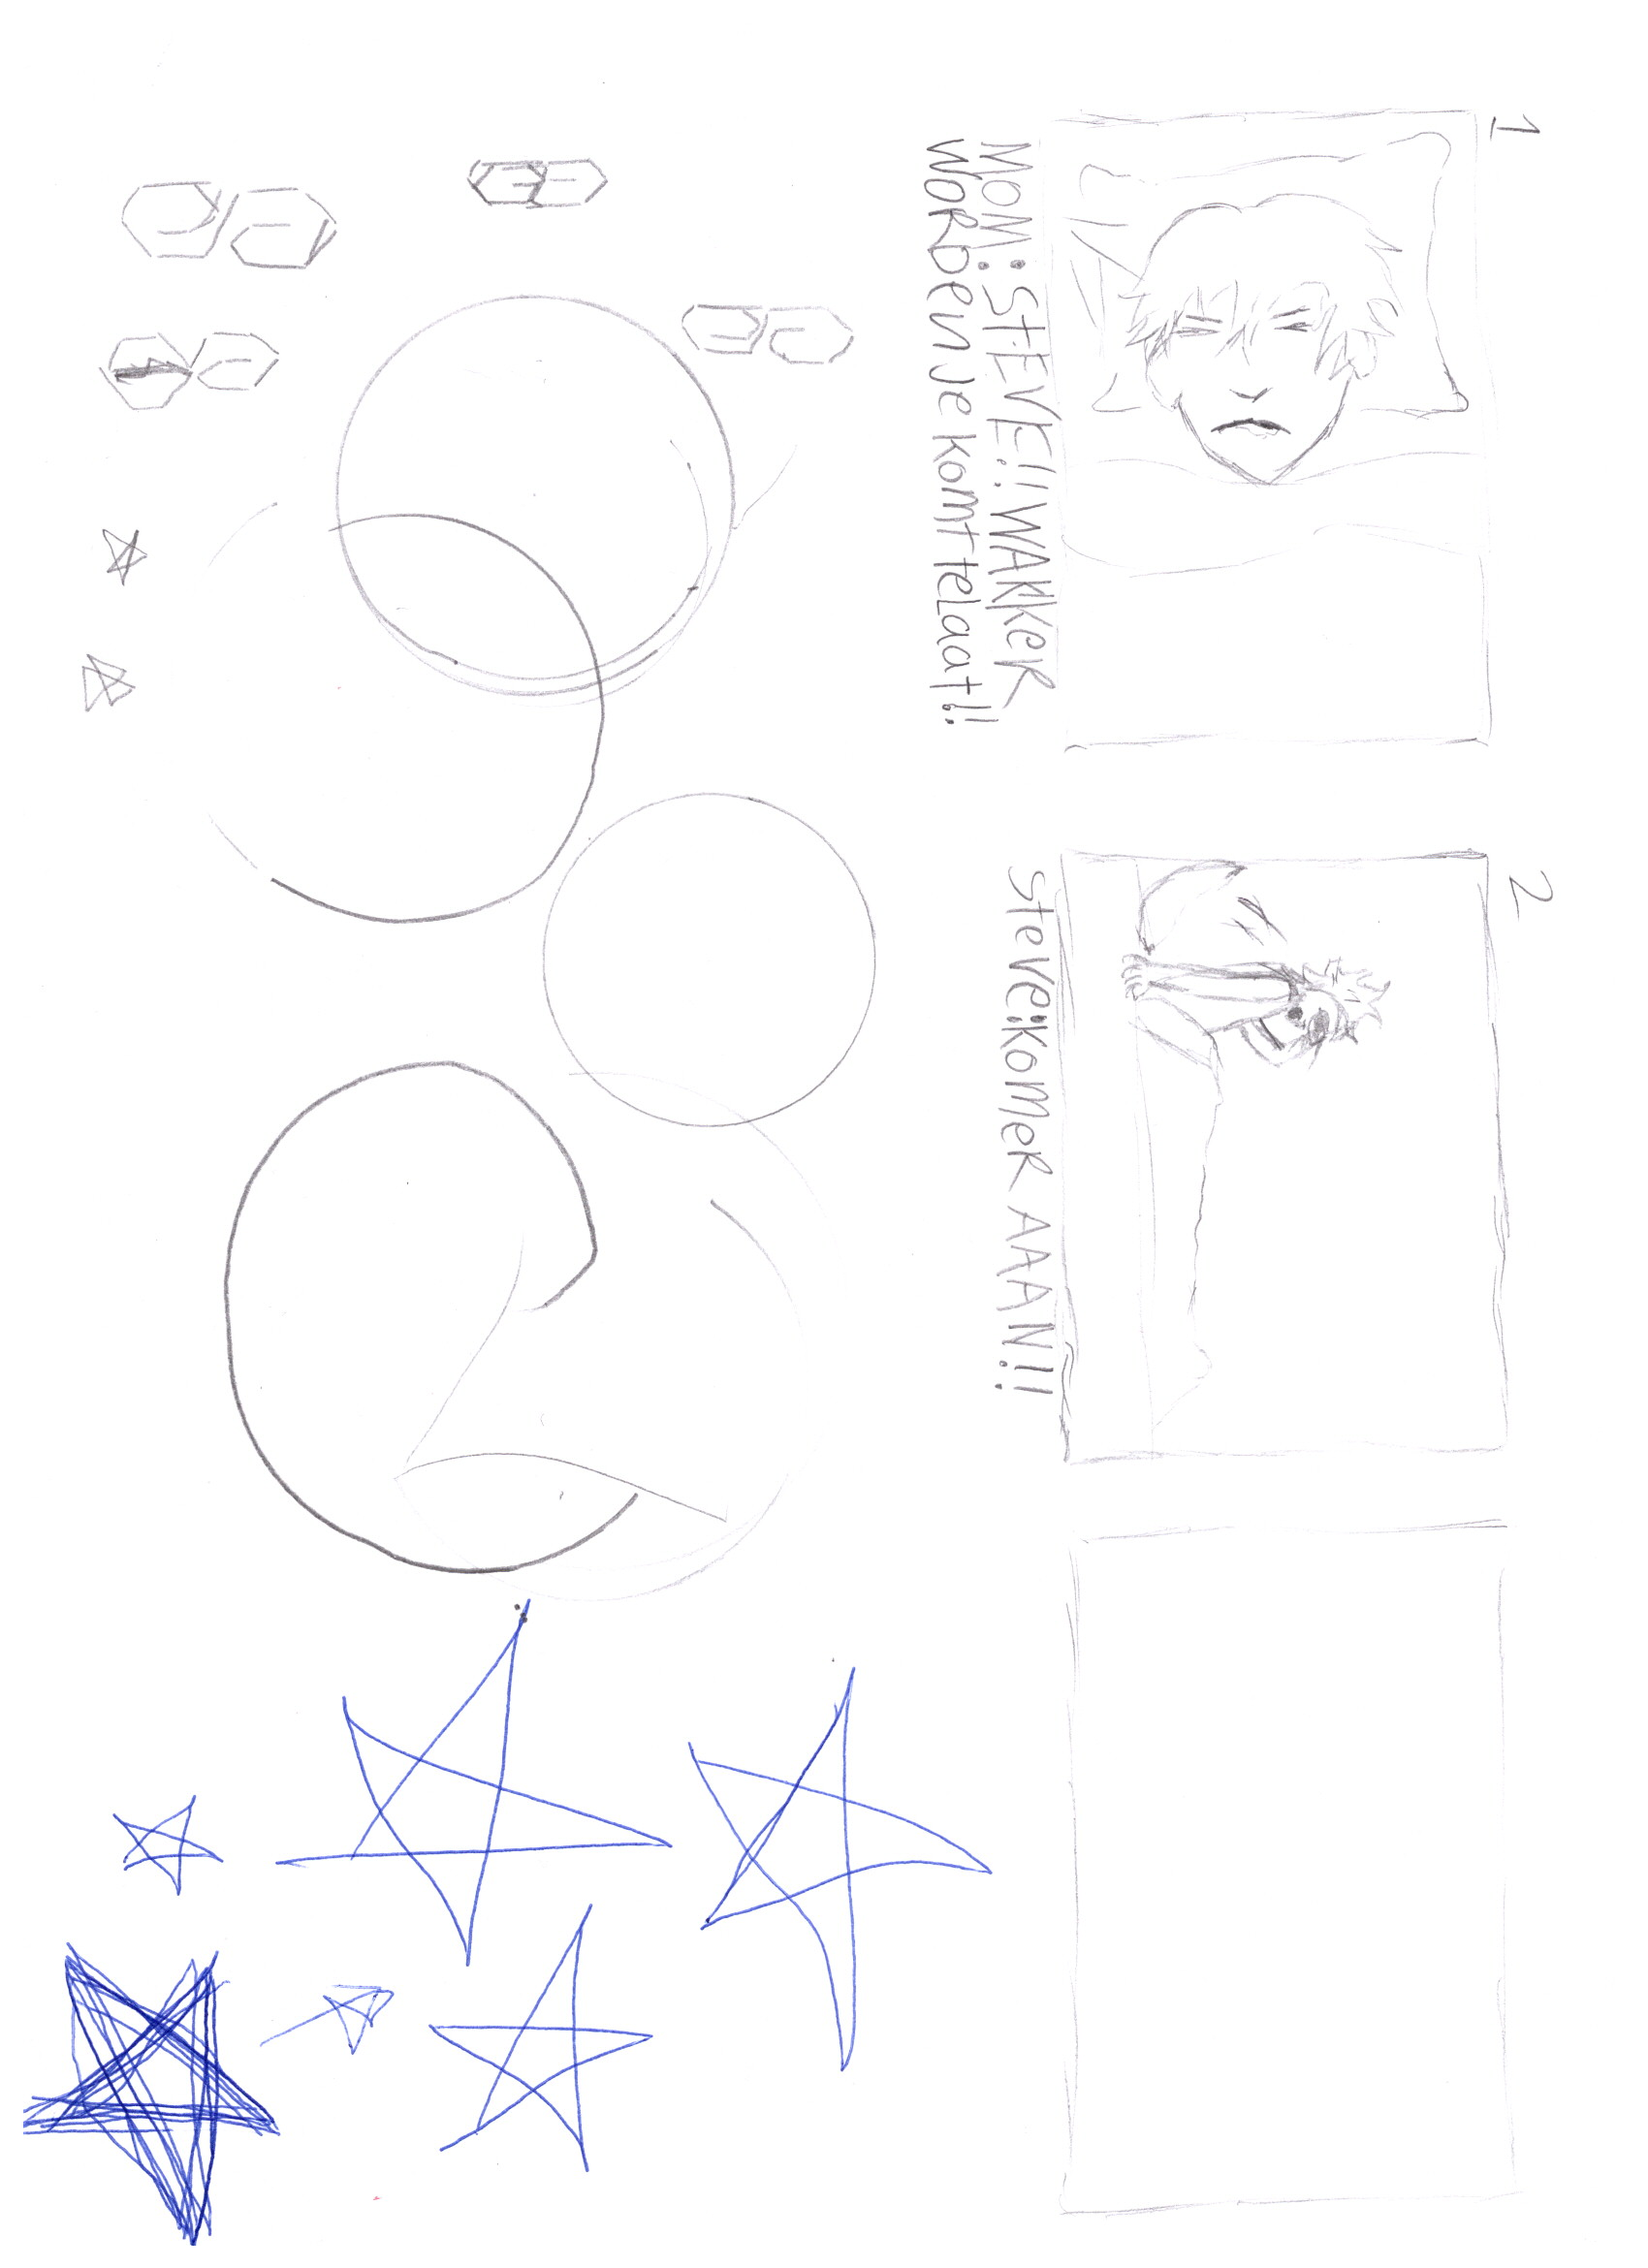 1
MOM: STEVE!! WAKKER
WORDEN JE KOMT TELAAT!!
2
STEVE: KOMER AAAN!!